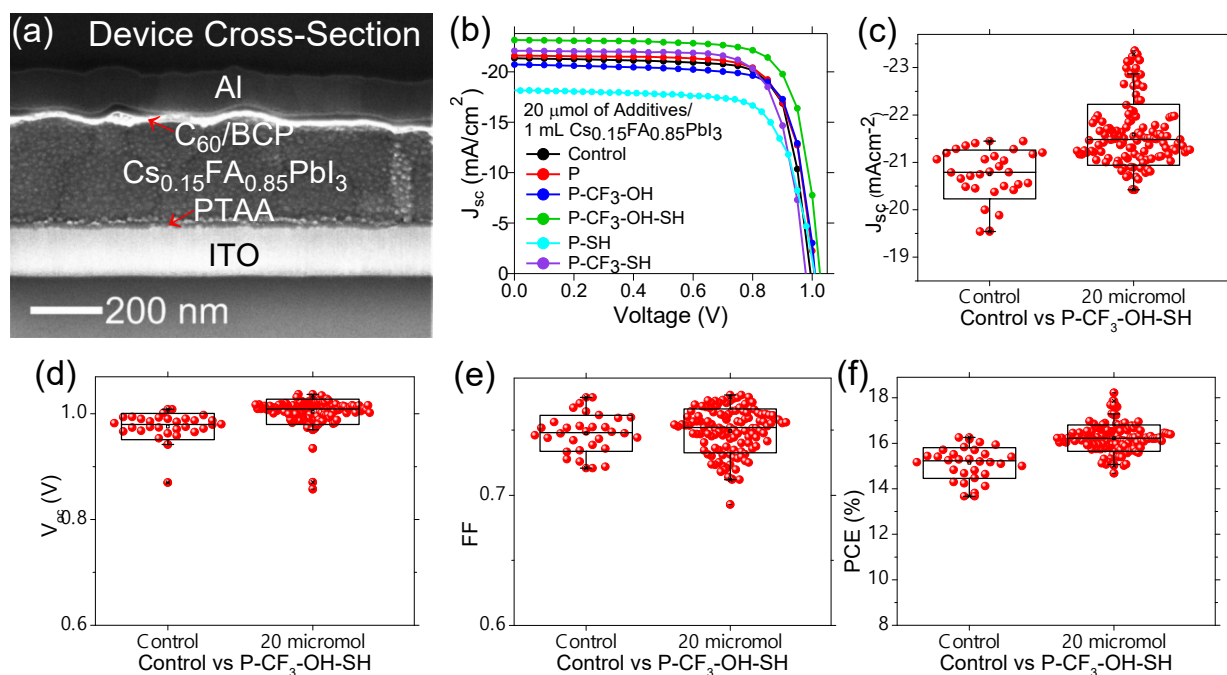 (a)
Device Cross-Section
Al
C₆₀/BCP
Cs₀.₁₅FA₀.₈₅PbI₃
PTAA
ITO
200 nm
(b)
-20
-15
-10
-5
0
J_sc (mA/cm²)
20 μmol of Additives/
1 mL Cs₀.₁₅FA₀.₈₅PbI₃
Control
P
P-CF₃-OH
P-CF₃-OH-SH
P-SH
P-CF₃-SH
0.0 0.2 0.4 0.6 0.8 1.0
Voltage (V)
(c)
-23
-22
-21
-20
-19
-18
J_sc (mAcm⁻²)
Control 20 micromol
Control vs P-CF₃-OH-SH
(d)
1.0
0.8
0.6
V_oc (V)
Control 20 micromol
Control vs P-CF₃-OH-SH
(e)
0.7
0.6
FF
Control 20 micromol
Control vs P-CF₃-OH-SH
(f)
18
16
14
12
10
8
PCE (%)
Control 20 micromol
Control vs P-CF₃-OH-SH